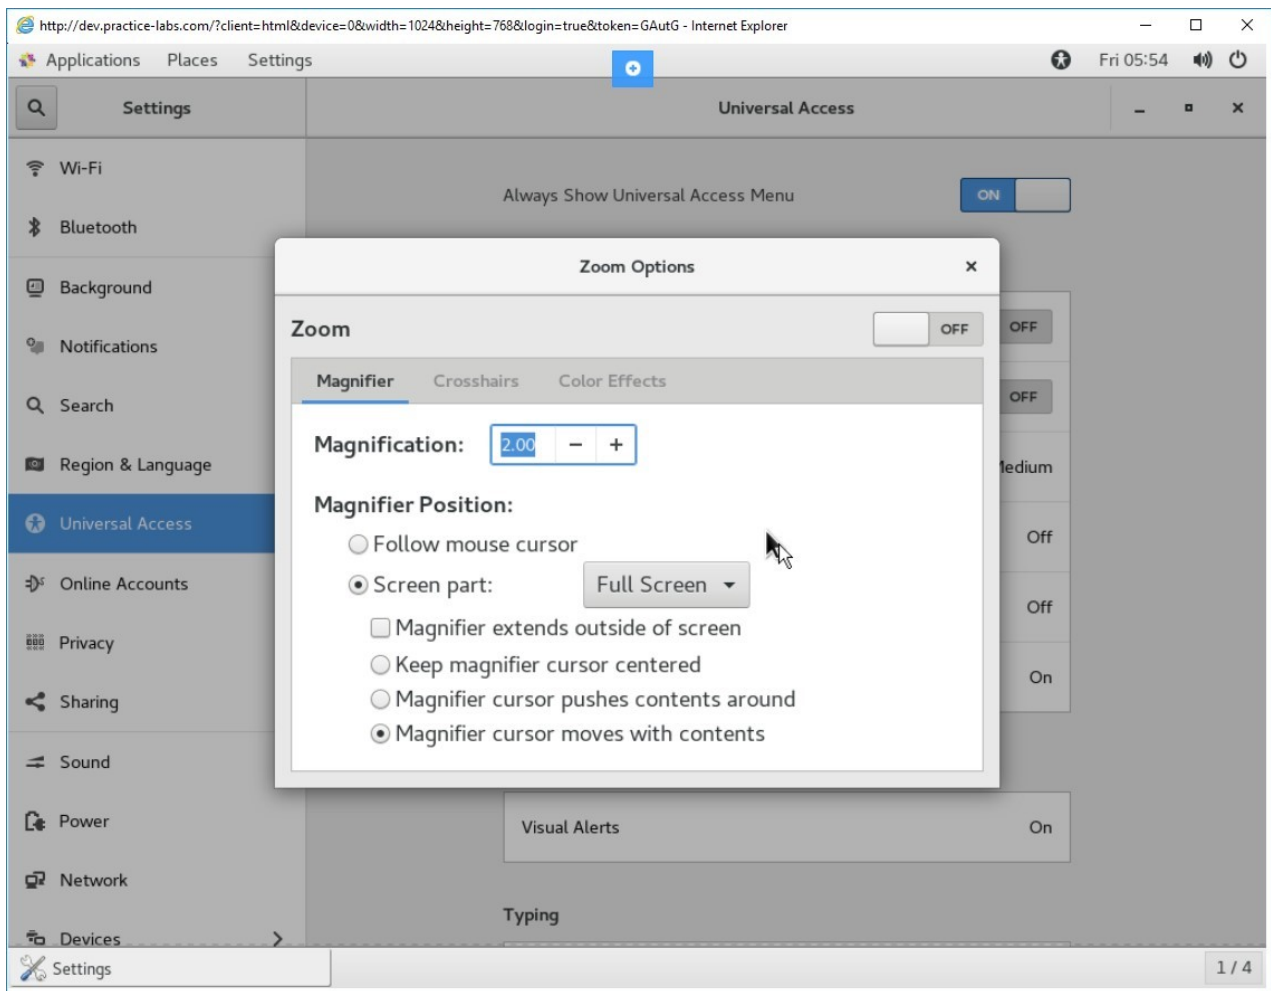 http://dev.practice-labs.com/?client=html&device=0&width=1024&height=768&login=true&token=GAutG - Internet Explorer
Applications Places Settings Fri 05:54
Settings Universal Access
Wi-Fi
Always Show Universal Access Menu ON
Bluetooth
Zoom Options
Background
Zoom OFF OFF
Notifications
Magnifier Crosshairs Color Effects
OFF
Search
Magnification: 2.00 − +
Region & Language
Magnifier Position:
Universal Access
Follow mouse cursor Off
Screen part: Full Screen
Online Accounts
Off
Magnifier extends outside of screen
Privacy
Keep magnifier cursor centered
On
Magnifier cursor pushes contents around
Sharing
Magnifier cursor moves with contents
Sound
Power
Visual Alerts On
Network
Typing
Devices
Settings 1 / 4